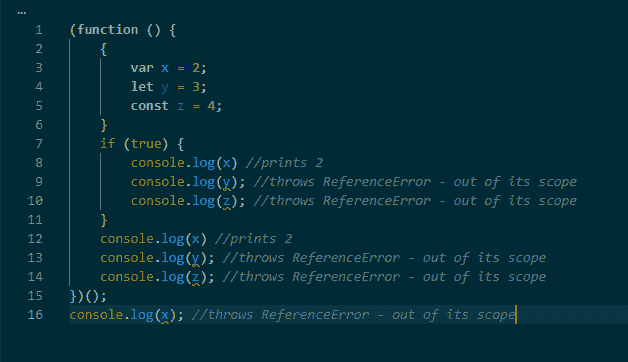 …
1 (function () {
2 {
3 var x = 2;
4 let y = 3;
5 const z = 4;
6 }
7 if (true) {
8 console.log(x) //prints 2
9 console.log(y); //throws ReferenceError - out of its scope
10 console.log(z); //throws ReferenceError - out of its scope
11 }
12 console.log(x) //prints 2
13 console.log(y); //throws ReferenceError - out of its scope
14 console.log(z); //throws ReferenceError - out of its scope
15 })();
16 console.log(x); //throws ReferenceError - out of its scope